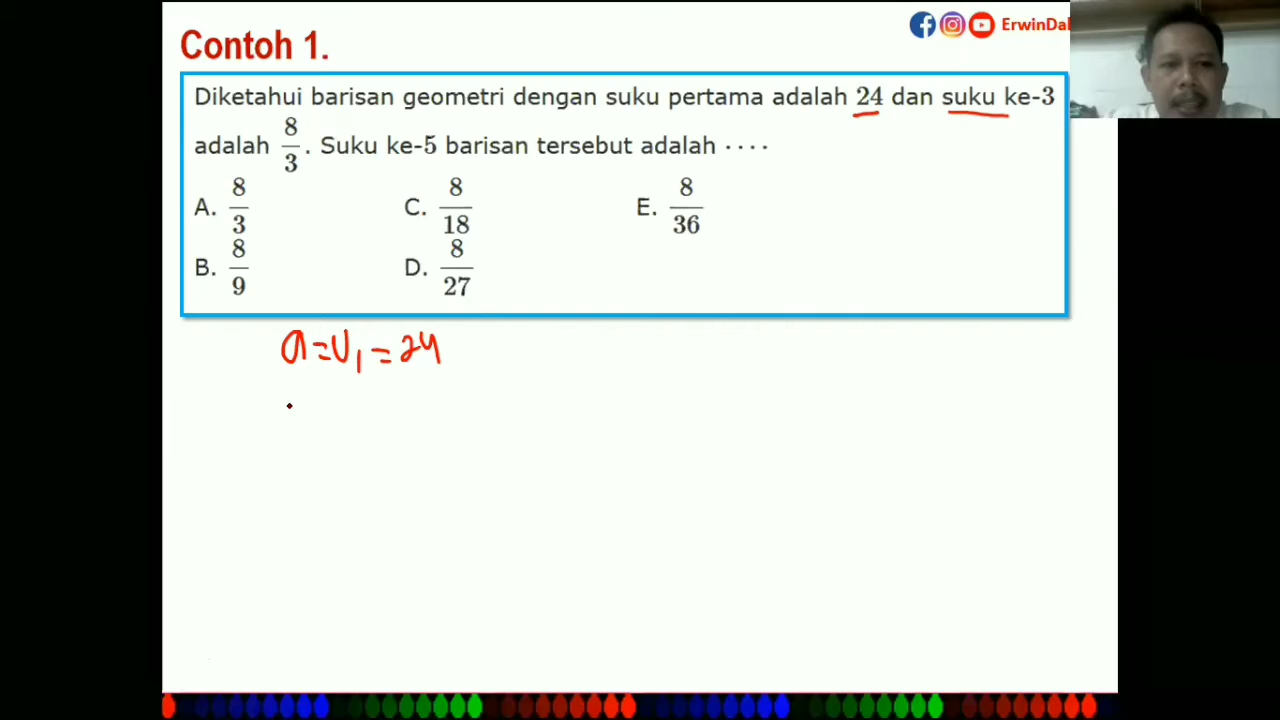 ErwinDal
Contoh 1.
Diketahui barisan geometri dengan suku pertama adalah 24 dan suku ke-3
adalah 8/3. Suku ke-5 barisan tersebut adalah ····
A. 8/3 C. 8/18 E. 8/36
B. 8/9 D. 8/27
a = U₁ = 24